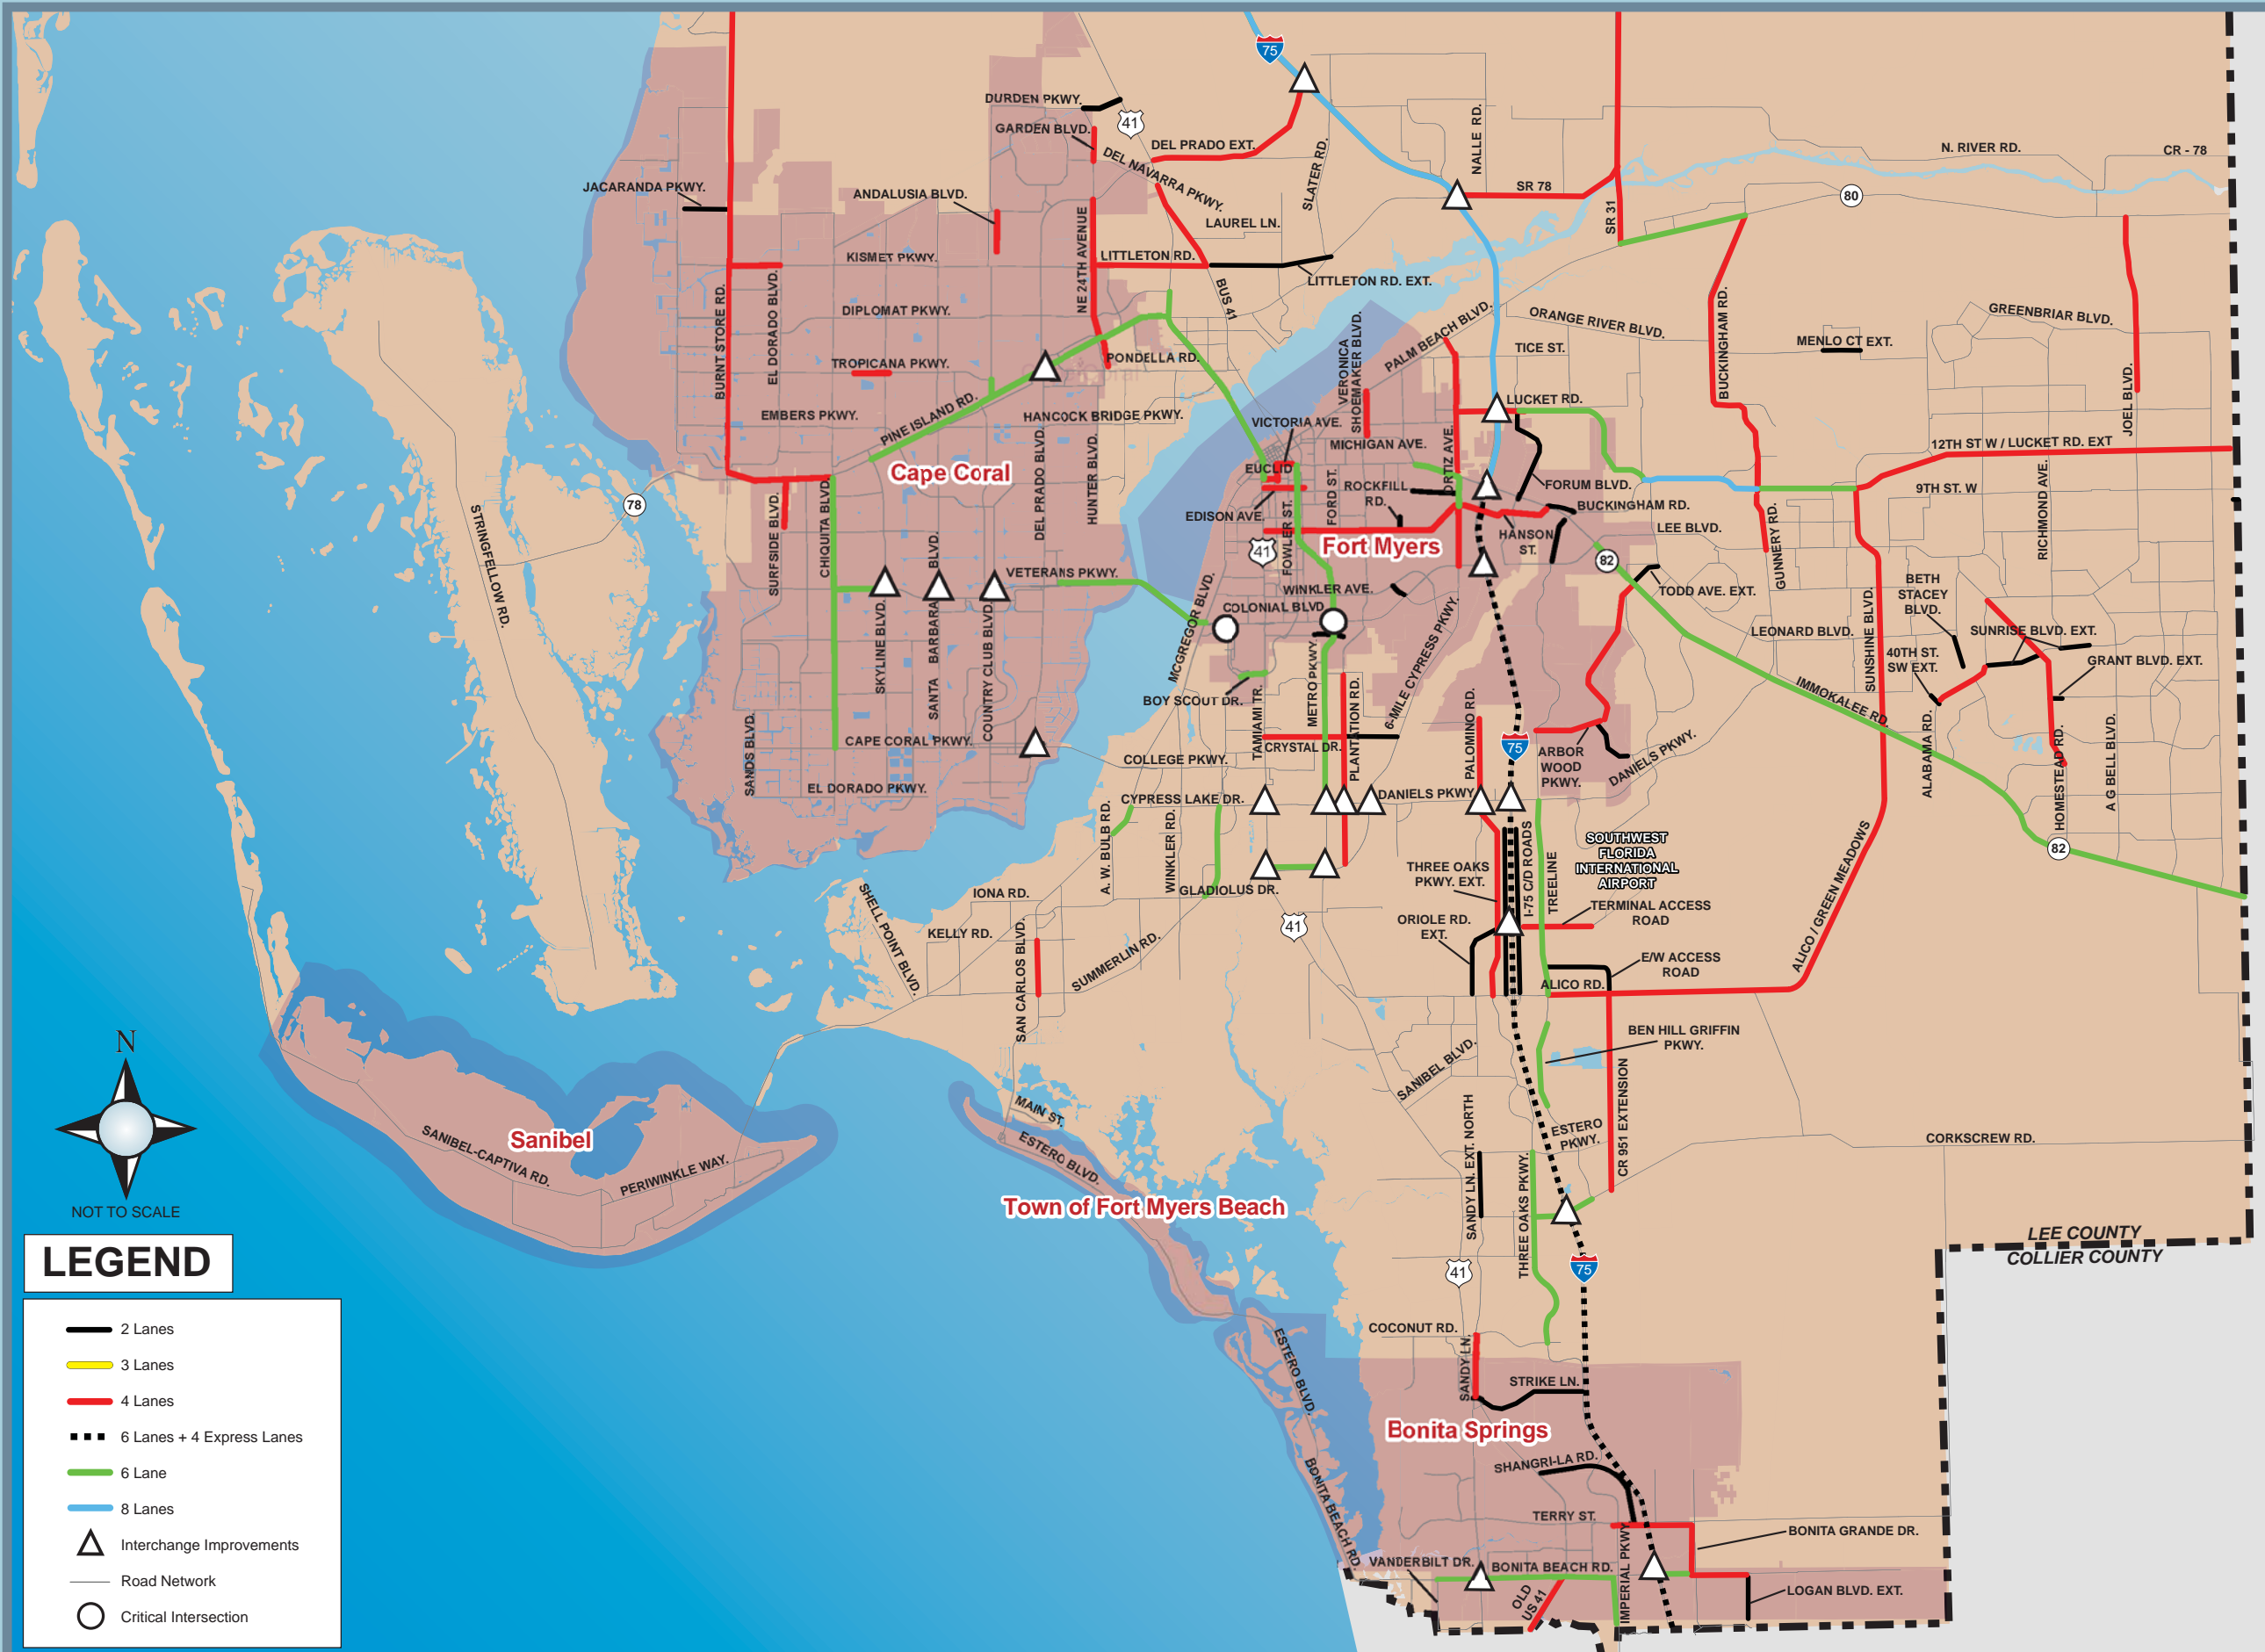 75
DURDEN PKWY.
41
GARDEN BLVD.
DEL PRADO EXT.
DEL NAVARRA PKWY.
SLATER RD.
NALLE RD.
N. RIVER RD.
CR - 78
JACARANDA PKWY.
ANDALUSIA BLVD.
SR 78
80
SR 31
NE 24TH AVENUE
LAUREL LN.
KISMET PKWY.
LITTLETON RD.
LITTLETON RD. EXT.
BURNT STORE RD.
EL DORADO BLVD.
DIPLOMAT PKWY.
BUS 41
VERONICA
SHOEMAKER BLVD.
PALM BEACH BLVD.
ORANGE RIVER BLVD.
BUCKINGHAM RD.
GREENBRIAR BLVD.
MENLO CT EXT.
TICE ST.
TROPICANA PKWY.
PONDELLA RD.
JOEL BLVD.
EMBERS PKWY.
PINE ISLAND RD.
HANCOCK BRIDGE PKWY.
LUCKET RD.
VICTORIA AVE.
MICHIGAN AVE.
ORTIZ AVE.
12TH ST W / LUCKET RD. EXT
Cape Coral
EUCLID
DEL PRADO BLVD.
HUNTER BLVD.
FORD ST.
ROCKFILL
RD.
FORUM BLVD.
9TH ST. W
RICHMOND AVE.
78
STRINGFELLOW RD.
SURFSIDE BLVD.
CHIQUITA BLVD.
EDISON AVE.
FOWLER ST.
BUCKINGHAM RD.
LEE BLVD.
GUNNERY RD.
41
Fort Myers
HANSON
ST.
82
VETERANS PKWY.
WINKLER AVE.
TODD AVE. EXT.
BETH
STACEY
BLVD.
SKYLINE BLVD.
SANTA BARBARA BLVD.
COUNTRY CLUB BLVD.
MCGREGOR BLVD.
COLONIAL BLVD
6-MILE CYPRESS PKWY.
LEONARD BLVD.
SUNSHINE BLVD.
SUNRISE BLVD. EXT.
40TH ST.
SW EXT.
GRANT BLVD. EXT.
IMMOKALEE RD.
BOY SCOUT DR.
TAMIAMI TR.
METRO PKWY.
PLANTATION RD.
PALOMINO RD.
SANDS BLVD.
CAPE CORAL PKWY.
CRYSTAL DR.
COLLEGE PKWY.
75
ARBOR
WOOD
PKWY.
DANIELS PKWY.
ALABAMA RD.
HOMESTEAD RD.
A G BELL BLVD.
EL DORADO PKWY.
CYPRESS LAKE DR.
DANIELS PKWY
A. W. BULB RD.
WINKLER RD.
I-75 C/D ROADS
TREELINE
SOUTHWEST
FLORIDA
INTERNATIONAL
AIRPORT
82
THREE OAKS
PKWY. EXT.
ALICO / GREEN MEADOWS
SHELL POINT BLVD.
IONA RD.
GLADIOLUS DR.
TERMINAL ACCESS
ROAD
KELLY RD.
41
ORIOLE RD.
EXT.
SAN CARLOS BLVD.
SUMMERLIN RD.
E/W ACCESS
ROAD
ALICO RD.
N
BEN HILL GRIFFIN
PKWY.
SANIBEL BLVD.
MAIN ST.
CR 951 EXTENSION
Sanibel
SANIBEL-CAPTIVA RD.
PERIWINKLE WAY.
ESTERO BLVD.
SANDY LN. EXT. NORTH
ESTERO
PKWY.
CORKSCREW RD.
NOT TO SCALE
Town of Fort Myers Beach
THREE OAKS PKWY.
LEE COUNTY
COLLIER COUNTY
41
75
LEGEND
2 Lanes
3 Lanes
4 Lanes
6 Lanes + 4 Express Lanes
6 Lane
8 Lanes
Interchange Improvements
Road Network
Critical Intersection
COCONUT RD.
ESTERO BLVD.
SANDY LN.
STRIKE LN.
Bonita Springs
SHANGRI-LA RD.
BONITA BEACH RD.
TERRY ST.
BONITA GRANDE DR.
VANDERBILT DR.
BONITA BEACH RD.
IMPERIAL PKWY
OLD
US 41
LOGAN BLVD. EXT.